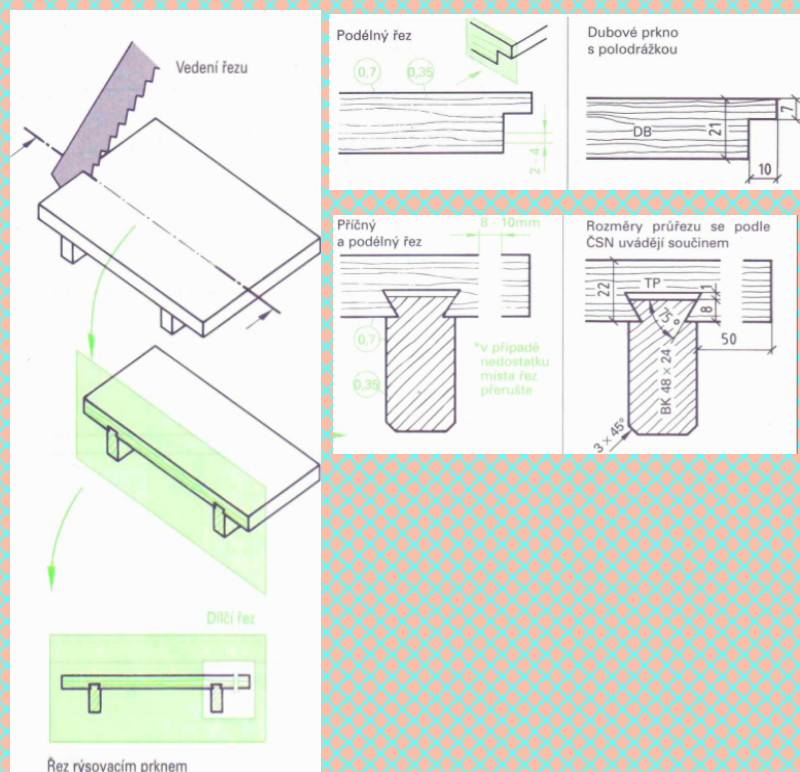 Vedení řezu
Dílčí řez
Řez rýsovacím prknem
Podélný řez
0,7
0,35
2 - 4
Dubové prkno
s polodrážkou
DB
21
7
10
Příčný
a podélný řez
8 - 10mm
0,7
0,35
*v případě
nedostatku
místa řez
přerušte
Rozměry průřezu se podle
ČSN uvádějí součinem
22
TP
1
8
75°
50
BK 48 × 24
3 × 45°